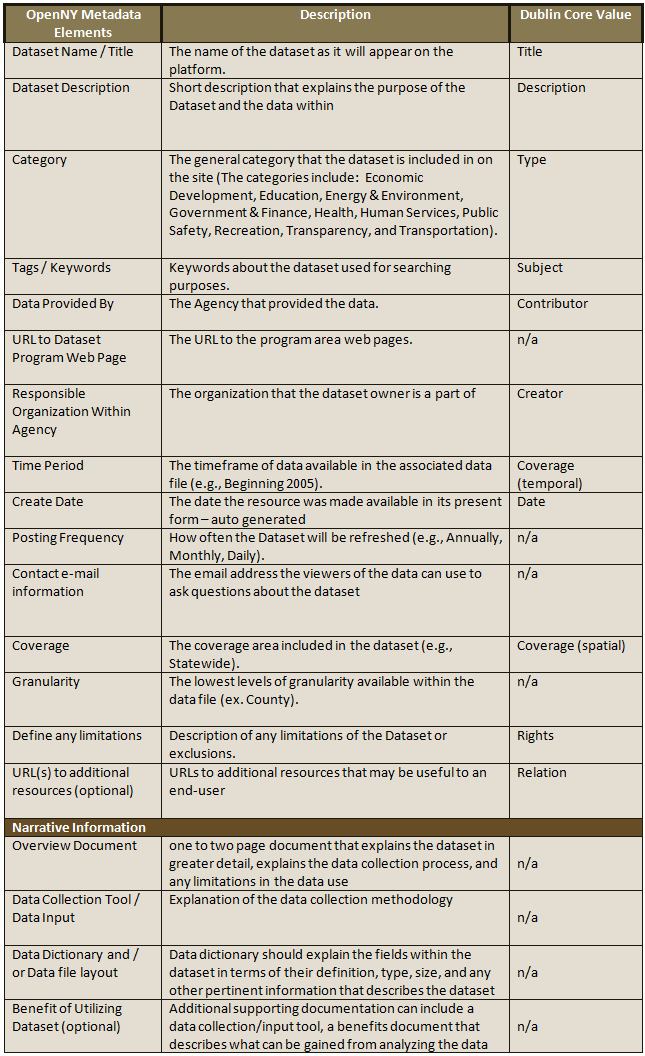 OpenNY Metadata Elements | Description | Dublin Core Value
Dataset Name / Title | The name of the dataset as it will appear on the platform. | Title
Dataset Description | Short description that explains the purpose of the Dataset and the data within | Description
Category | The general category that the dataset is included in on the site (The categories include: Economic Development, Education, Energy & Environment, Government & Finance, Health, Human Services, Public Safety, Recreation, Transparency, and Transportation). | Type
Tags / Keywords | Keywords about the dataset used for searching purposes. | Subject
Data Provided By | The Agency that provided the data. | Contributor
URL to Dataset Program Web Page | The URL to the program area web pages. | n/a
Responsible Organization Within Agency | The organization that the dataset owner is a part of | Creator
Time Period | The timeframe of data available in the associated data file (e.g., Beginning 2005). | Coverage (temporal)
Create Date | The date the resource was made available in its present form – auto generated | Date
Posting Frequency | How often the Dataset will be refreshed (e.g., Annually, Monthly, Daily). | n/a
Contact e-mail information | The email address the viewers of the data can use to ask questions about the dataset | n/a
Coverage | The coverage area included in the dataset (e.g., Statewide). | Coverage (spatial)
Granularity | The lowest levels of granularity available within the data file (ex. County). | n/a
Define any limitations | Description of any limitations of the Dataset or exclusions. | Rights
URL(s) to additional resources (optional) | URLs to additional resources that may be useful to an end-user | Relation
Narrative Information
Overview Document | one to two page document that explains the dataset in greater detail, explains the data collection process, and any limitations in the data use | n/a
Data Collection Tool / Data Input | Explanation of the data collection methodology | n/a
Data Dictionary and / or Data file layout | Data dictionary should explain the fields within the dataset in terms of their definition, type, size, and any other pertinent information that describes the dataset | n/a
Benefit of Utilizing Dataset (optional) | Additional supporting documentation can include a data collection/input tool, a benefits document that describes what can be gained from analyzing the data | n/a